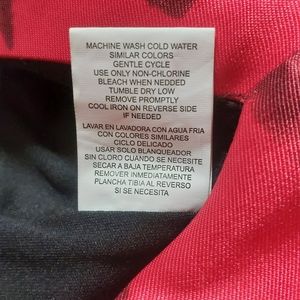 MACHINE WASH COLD WATER
SIMILAR COLORS
GENTLE CYCLE
USE ONLY NON-CHLORINE
BLEACH WHEN NEDDED
TUMBLE DRY LOW
REMOVE PROMPTLY
COOL IRON ON REVERSE SIDE
IF NEEDED
LAVAR EN LAVADORA CON AGUA FRIA
CON COLORES SIMILARES
CICLO DELICADO
USAR SOLO BLANQUEADOR
SIN CLORO CUANDO SE NECESITE
SECAR A BAJA TEMPERATURA
REMOVER INMEDIATAMENTE
PLANCHA TIBIA AL REVERSO
SI SE NECESITA